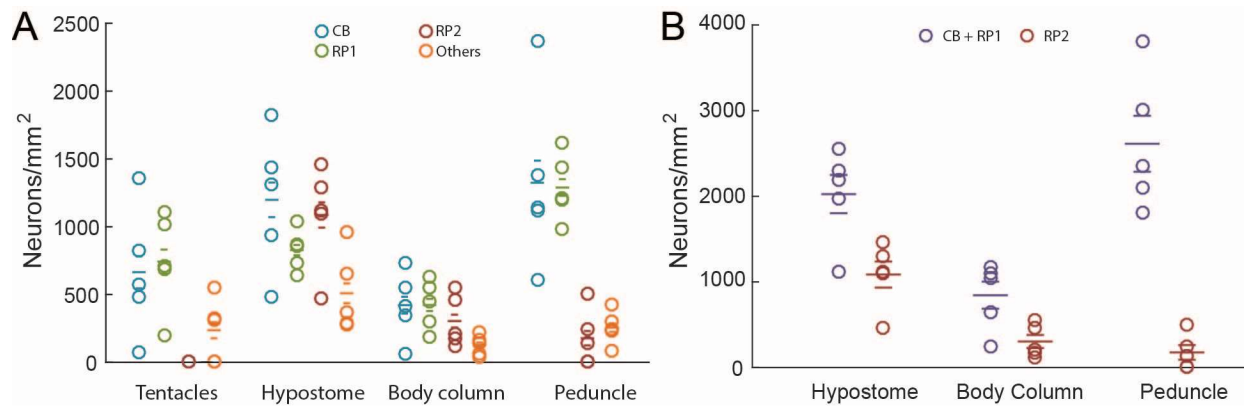 A
Neurons/mm²
2500
2000
1500
1000
500
0
CB RP2
RP1 Others
Tentacles Hypostome Body column Peduncle
B
Neurons/mm²
4000
3000
2000
1000
0
CB + RP1 RP2
Hypostome Body Column Peduncle